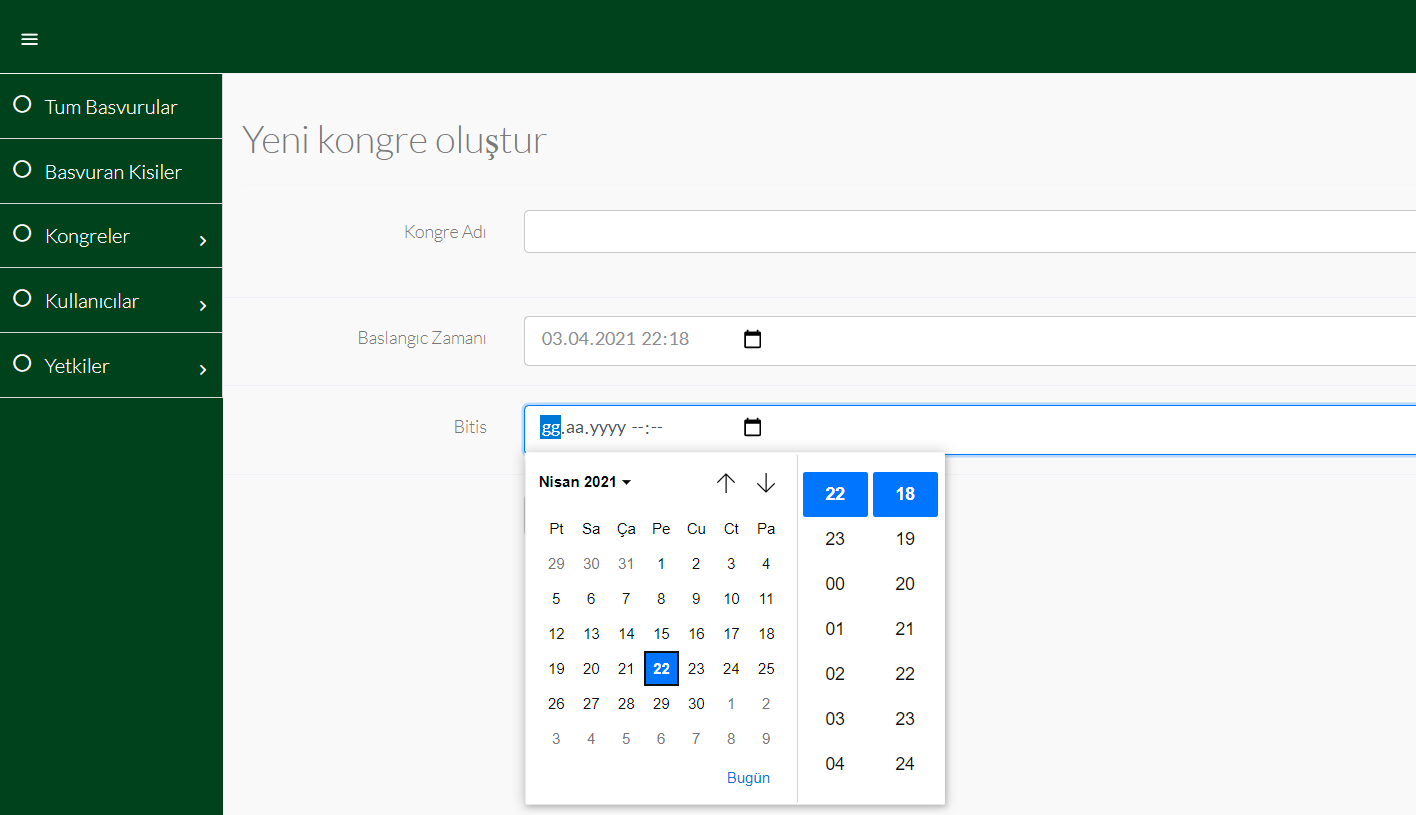 Tum Basvurular
Basvuran Kisiler
Kongreler
Kullanıcılar
Yetkiler
Yeni kongre oluştur
Kongre Adı
Baslangıc Zamanı
03.04.2021 22:18
Bitis
gg.aa.yyyy --:--
Nisan 2021
Pt Sa Ça Pe Cu Ct Pa
29 30 31 1 2 3 4
5 6 7 8 9 10 11
12 13 14 15 16 17 18
19 20 21 22 23 24 25
26 27 28 29 30 1 2
3 4 5 6 7 8 9
Bugün
22 18
23 19
00 20
01 21
02 22
03 23
04 24